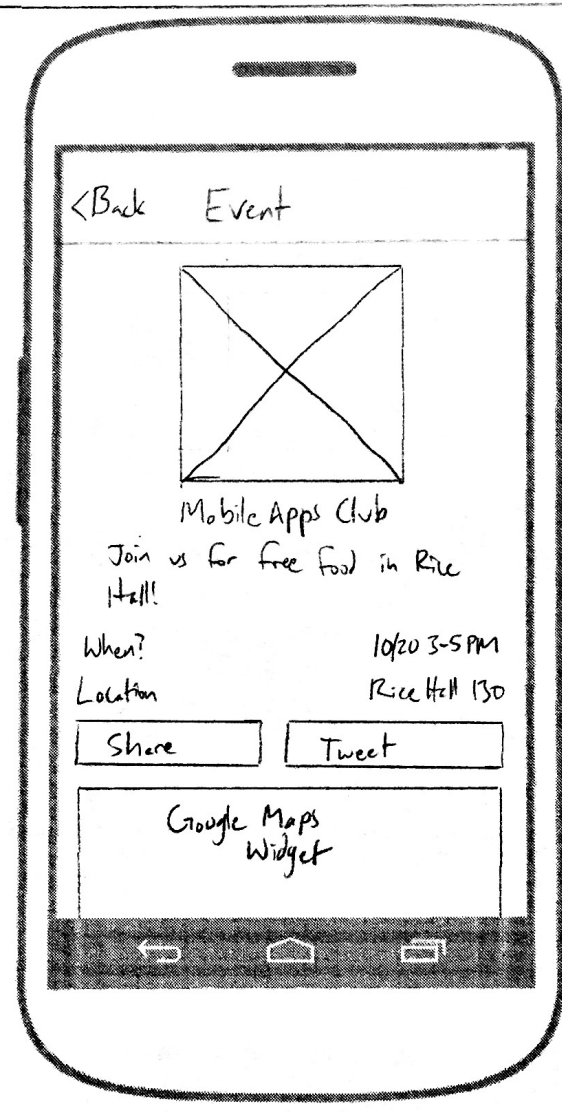 <Back Event
Mobile Apps Club
Join us for free food in Rice
Hall!
When? 10/20 3-5PM
Location Rice Hall 130
Share Tweet
Google Maps
Widget